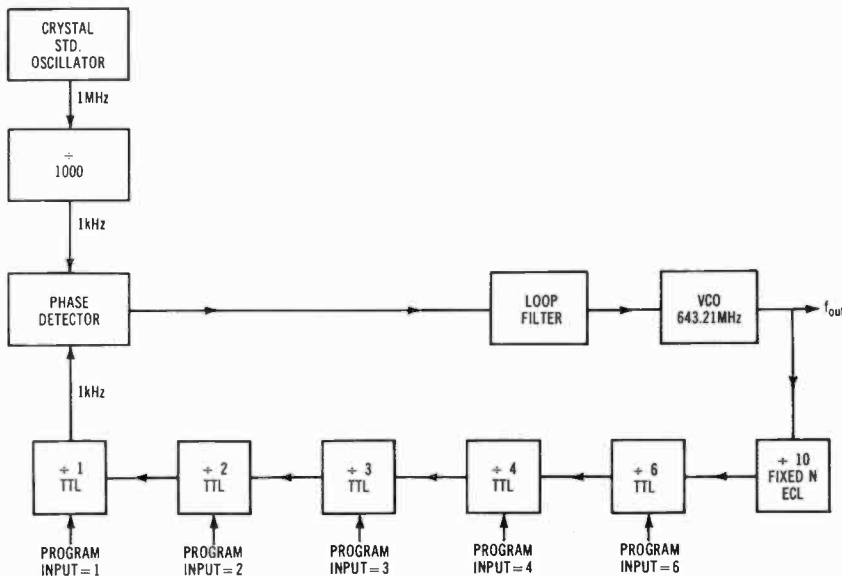 CRYSTAL
STD.
OSCILLATOR
1MHz
÷
1000
1kHz
PHASE
DETECTOR
LOOP
FILTER
VCO
643.21MHz
fout
1kHz
÷ 1
TTL
÷ 2
TTL
÷ 3
TTL
÷ 4
TTL
÷ 6
TTL
÷ 10
FIXED N
ECL
PROGRAM
INPUT=1
PROGRAM
INPUT=2
PROGRAM
INPUT=3
PROGRAM
INPUT=4
PROGRAM
INPUT=6